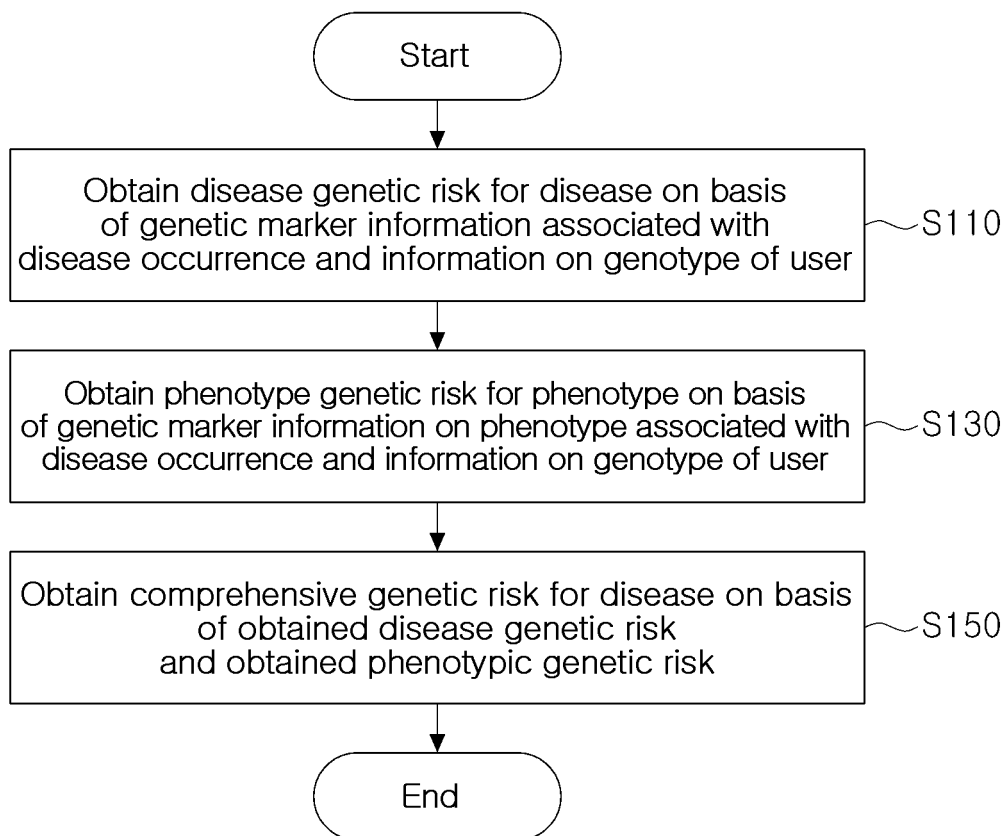 Start
Obtain disease genetic risk for disease on basis
of genetic marker information associated with
disease occurrence and information on genotype of user
S110
Obtain phenotype genetic risk for phenotype on basis
of genetic marker information on phenotype associated with
disease occurrence and information on genotype of user
S130
Obtain comprehensive genetic risk for disease on basis
of obtained disease genetic risk
and obtained phenotypic genetic risk
S150
End